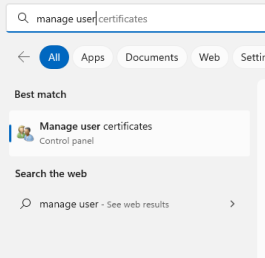 manage user certificates
All Apps Documents Web
Best match
Manage user certificates
Control panel
Search the web
manage user - See web results